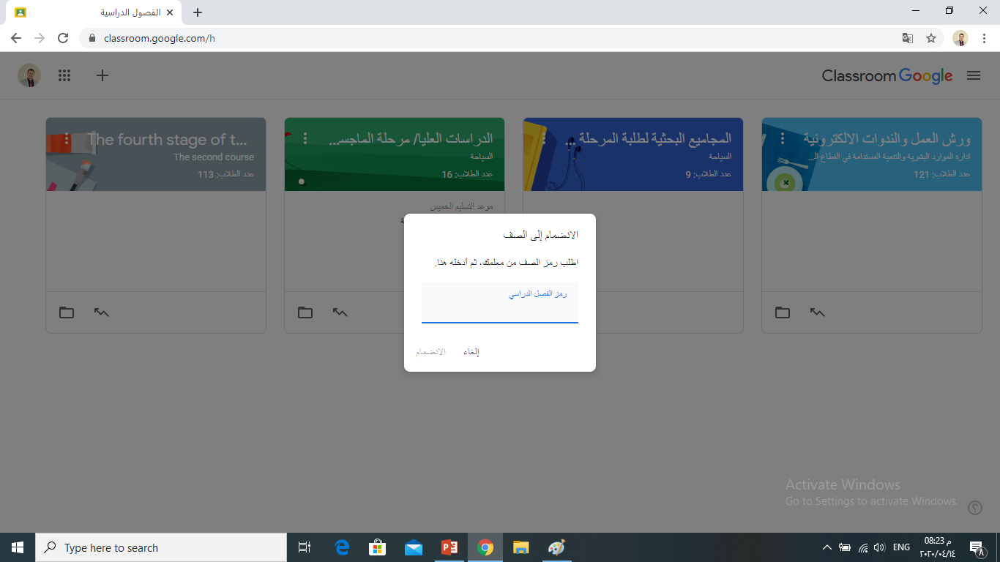 الفصول الدراسية
classroom.google.com/h
Classroom Google
ورش العمل والندوات الالكترونية
اداره الموارد البشرية والتنمية المستدامة في القطاع ال...
عدد الطلاب: 121
المجاميع البحثية لطلبة المرحلة ...
السياحة
عدد الطلاب: 9
الدراسات العليا/ مرحلة الماجس...
السياحة
عدد الطلاب: 16
موعد التسليم الخميس
The fourth stage of t...
The second course
عدد الطلاب: 113
الانضمام إلى الصف
اطلب رمز الصف من معلمك، ثم أدخله هنا.
رمز الفصل الدراسي
إلغاء
الانضمام
Activate Windows
Go to Settings to activate Windows.
Type here to search
ENG
08:23 م
٢٠٢٠/٠٤/١٤
٨